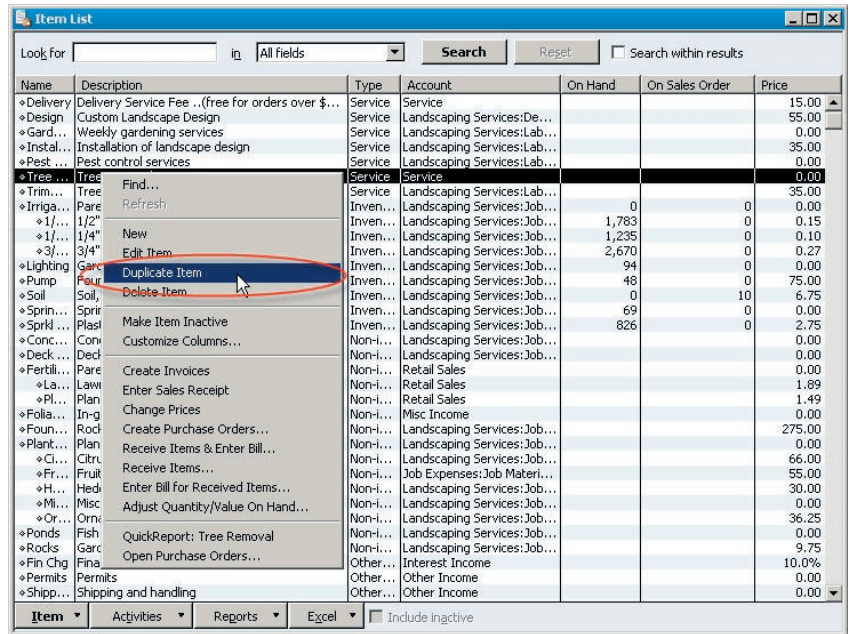 Item List
Look for in All fields Search Reset Search within results
Name Description Type Account On Hand On Sales Order Price
Delivery Delivery Service Fee ..(free for orders over $... Service Service 15.00
Design Custom Landscape Design Service Landscaping Services:De... 55.00
Gard... Weekly gardening services Service Landscaping Services:Lab... 0.00
Instal... Installation of landscape design Service Landscaping Services:Lab... 35.00
Pest ... Pest control services Service Landscaping Services:Lab... 0.00
Tree ... Tree Service Service 0.00
Trim... Tree Service Landscaping Services:Lab... 35.00
Irriga... Pare Inven... Landscaping Services:Job... 0 0 0.00
1/... 1/2" Inven... Landscaping Services:Job... 1,783 0 0.15
1/... 1/4" Inven... Landscaping Services:Job... 1,235 0 0.10
3/... 3/4" Inven... Landscaping Services:Job... 2,670 0 0.27
Lighting Gard Inven... Landscaping Services:Job... 94 0 0.00
Pump Foun Inven... Landscaping Services:Job... 48 0 75.00
Soil Soil, Inven... Landscaping Services:Job... 0 10 6.75
Sprin... Sprin Inven... Landscaping Services:Job... 69 0 0.00
Sprkl ... Plast Inven... Landscaping Services:Job... 826 0 2.75
Conc... Conc Non-i... Landscaping Services:Job... 0.00
Deck ... Deck Non-i... Landscaping Services:Job... 0.00
Fertili... Pare Non-i... Retail Sales 0.00
La... Lawn Non-i... Retail Sales 1.89
Pl... Plan Non-i... Retail Sales 1.49
Folia... In-g Non-i... Misc Income 0.00
Foun... Rock Non-i... Landscaping Services:Job... 275.00
Plant... Plan Non-i... Landscaping Services:Job... 0.00
Ci... Citru Non-i... Landscaping Services:Job... 66.00
Fr... Fruit Non-i... Job Expenses:Job Materi... 55.00
H... Hed Non-i... Landscaping Services:Job... 30.00
Mi... Misc Non-i... Landscaping Services:Job... 0.00
Or... Orna Non-i... Landscaping Services:Job... 36.25
Ponds Fish Non-i... Landscaping Services:Job... 0.00
Rocks Gard Non-i... Landscaping Services:Job... 9.75
Fin Chg Fina Other... Interest Income 10.0%
Permits Permits Other... Other Income 0.00
Shipp... Shipping and handling Other... Other Income 0.00
Find...
Refresh
New
Edit Item
Duplicate Item
Delete Item
Make Item Inactive
Customize Columns...
Create Invoices
Enter Sales Receipt
Change Prices
Create Purchase Orders...
Receive Items & Enter Bill...
Receive Items...
Enter Bill for Received Items...
Adjust Quantity/Value On Hand...
QuickReport: Tree Removal
Open Purchase Orders...
Item Activities Reports Excel Include inactive